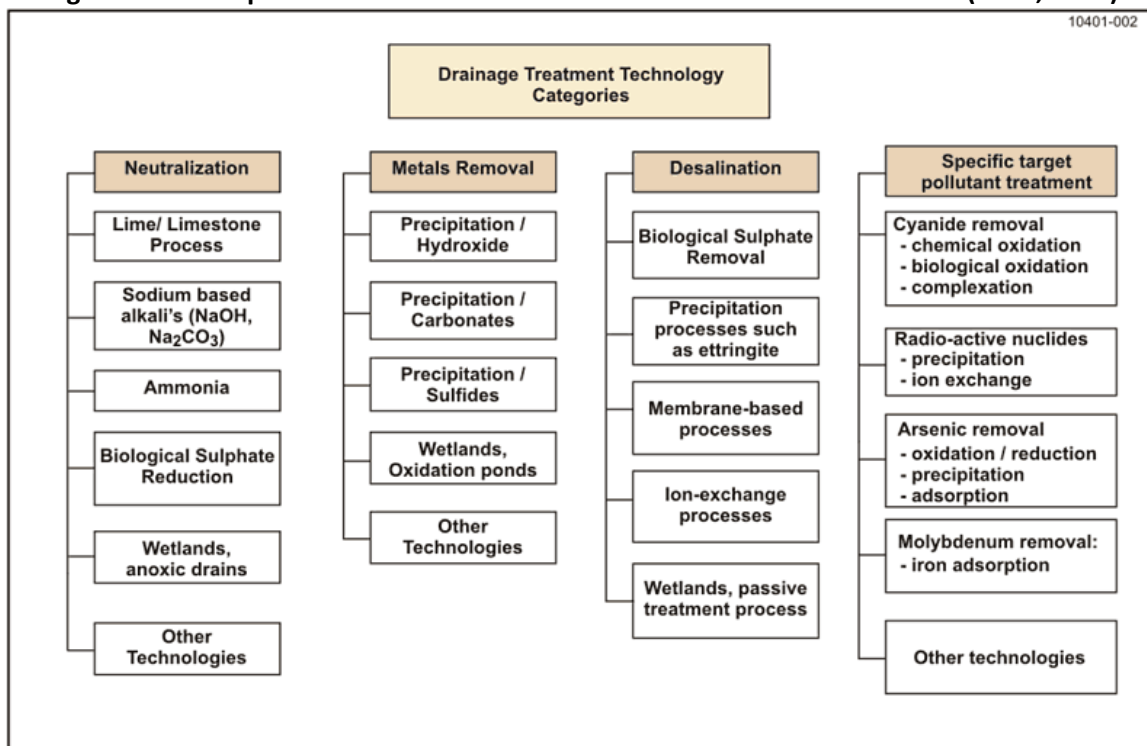 10401-002
Drainage Treatment Technology
Categories
Neutralization
Lime/ Limestone
Process
Sodium based
alkali's (NaOH,
Na₂CO₃)
Ammonia
Biological Sulphate
Reduction
Wetlands,
anoxic drains
Other
Technologies
Metals Removal
Precipitation /
Hydroxide
Precipitation /
Carbonates
Precipitation /
Sulfides
Wetlands,
Oxidation ponds
Other
Technologies
Desalination
Biological Sulphate
Removal
Precipitation
processes such
as ettringite
Membrane-based
processes
Ion-exchange
processes
Wetlands, passive
treatment process
Specific target
pollutant treatment
Cyanide removal
- chemical oxidation
- biological oxidation
- complexation
Radio-active nuclides
- precipitation
- ion exchange
Arsenic removal
- oxidation / reduction
- precipitation
- adsorption
Molybdenum removal:
- iron adsorption
Other technologies